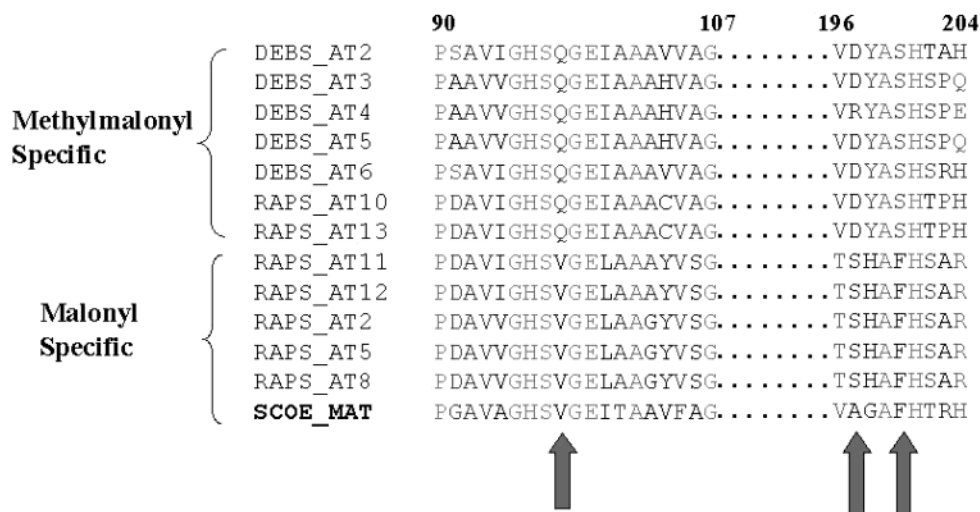 90 107 196 204
DEBS_AT2 PSAVIGHSQGEIAAAVVAG........VDYASHTAH
DEBS_AT3 PAAVVGHSQGEIAAAHVAG........VDYASHSPQ
Methylmalonyl DEBS_AT4 PAAVVGHSQGEIAAAHVAG........VRYASHSPE
Specific DEBS_AT5 PAAVVGHSQGEIAAAHVAG........VDYASHSPQ
DEBS_AT6 PSAVIGHSQGEIAAAVVAG........VDYASHSRH
RAPS_AT10 PDAVIGHSQGEIAAACVAG........VDYASHTPH
RAPS_AT13 PDAVIGHSQGEIAAACVAG........VDYASHTPH
RAPS_AT11 PDAVIGHSVGELAAAYVSG........TSHAFHSAR
RAPS_AT12 PDAVIGHSVGELAAAYVSG........TSHAFHSAR
Malonyl RAPS_AT2 PDAVVGHSVGELAAGYVSG........TSHAFHSAR
Specific RAPS_AT5 PDAVVGHSVGELAAGYVSG........TSHAFHSAR
RAPS_AT8 PDAVVGHSVGELAAGYVSG........TSHAFHSAR
SCOE_MAT PGAVAGHSVGEITAAVFAG........VAGAFHTRH